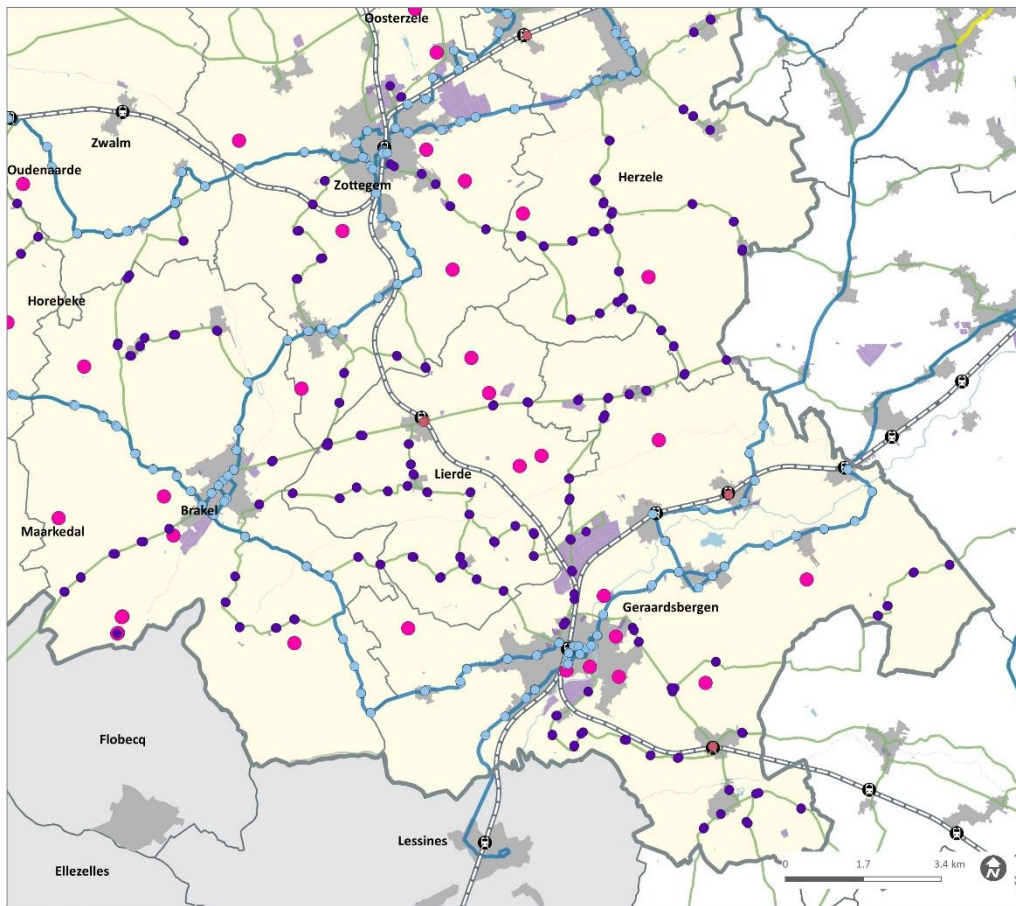 Oosterzele
Zwalm
Oudenaarde
Zottegem
Herzele
Horebeke
Lierde
Brakel
Maarkedal
Geraardsbergen
Flobecq
Lessines
Ellezelles
0 1.7 3.4 km
N